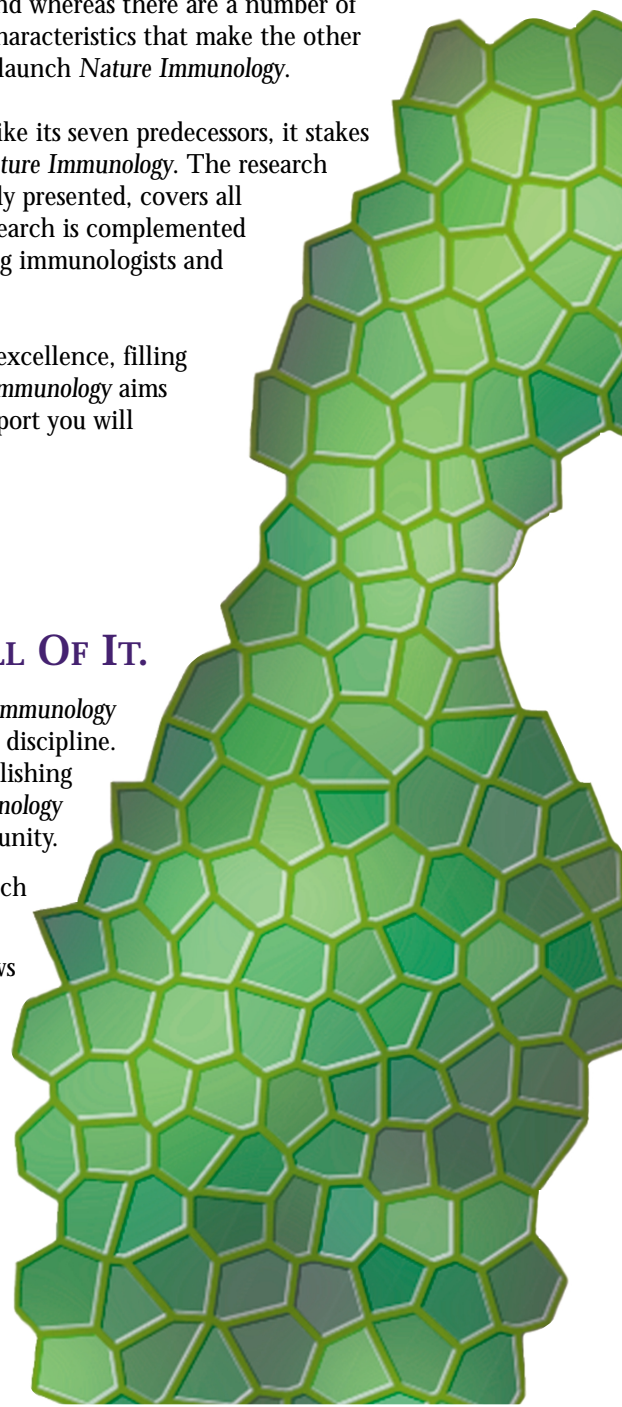 nd whereas there are a number of
haracteristics that make the other
launch Nature Immunology.
ike its seven predecessors, it stakes
ture Immunology. The research
ly presented, covers all
earch is complemented
g immunologists and
excellence, filling
mmunology aims
port you will
LL OF IT.
mmunology
discipline.
lishing
nology
unity.
ch
ws